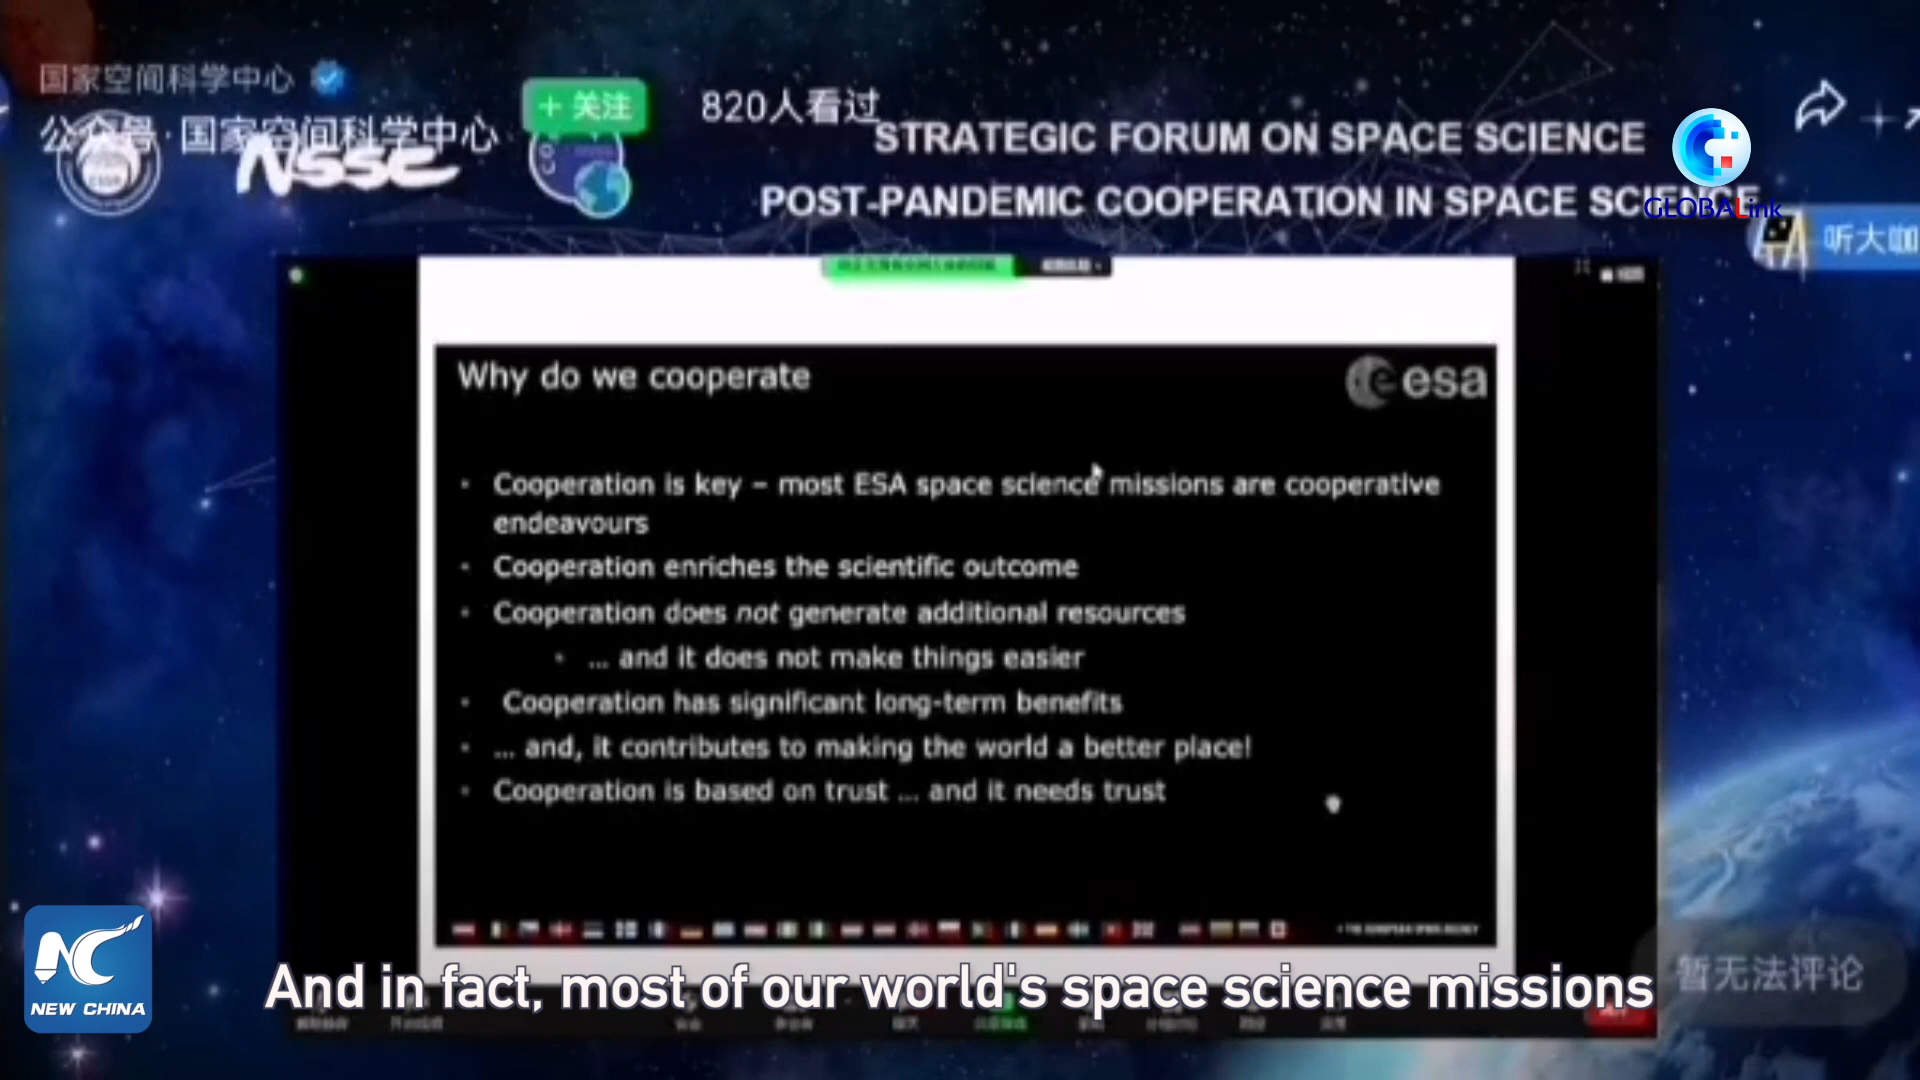 国家空间科学中心
公众号·国家空间科学中心
+ 关注
820人看过
NSSC
STRATEGIC FORUM ON SPACE SCIENCE
POST-PANDEMIC COOPERATION IN SPACE SCIENCE
GLOBALink
听大咖
Why do we cooperate
esa
• Cooperation is key – most ESA space science missions are cooperative
endeavours
• Cooperation enriches the scientific outcome
• Cooperation does not generate additional resources
• ... and it does not make things easier
• Cooperation has significant long-term benefits
• ... and, it contributes to making the world a better place!
• Cooperation is based on trust ... and it needs trust
And in fact, most of our world's space science missions
暂无法评论
NC
NEW CHINA